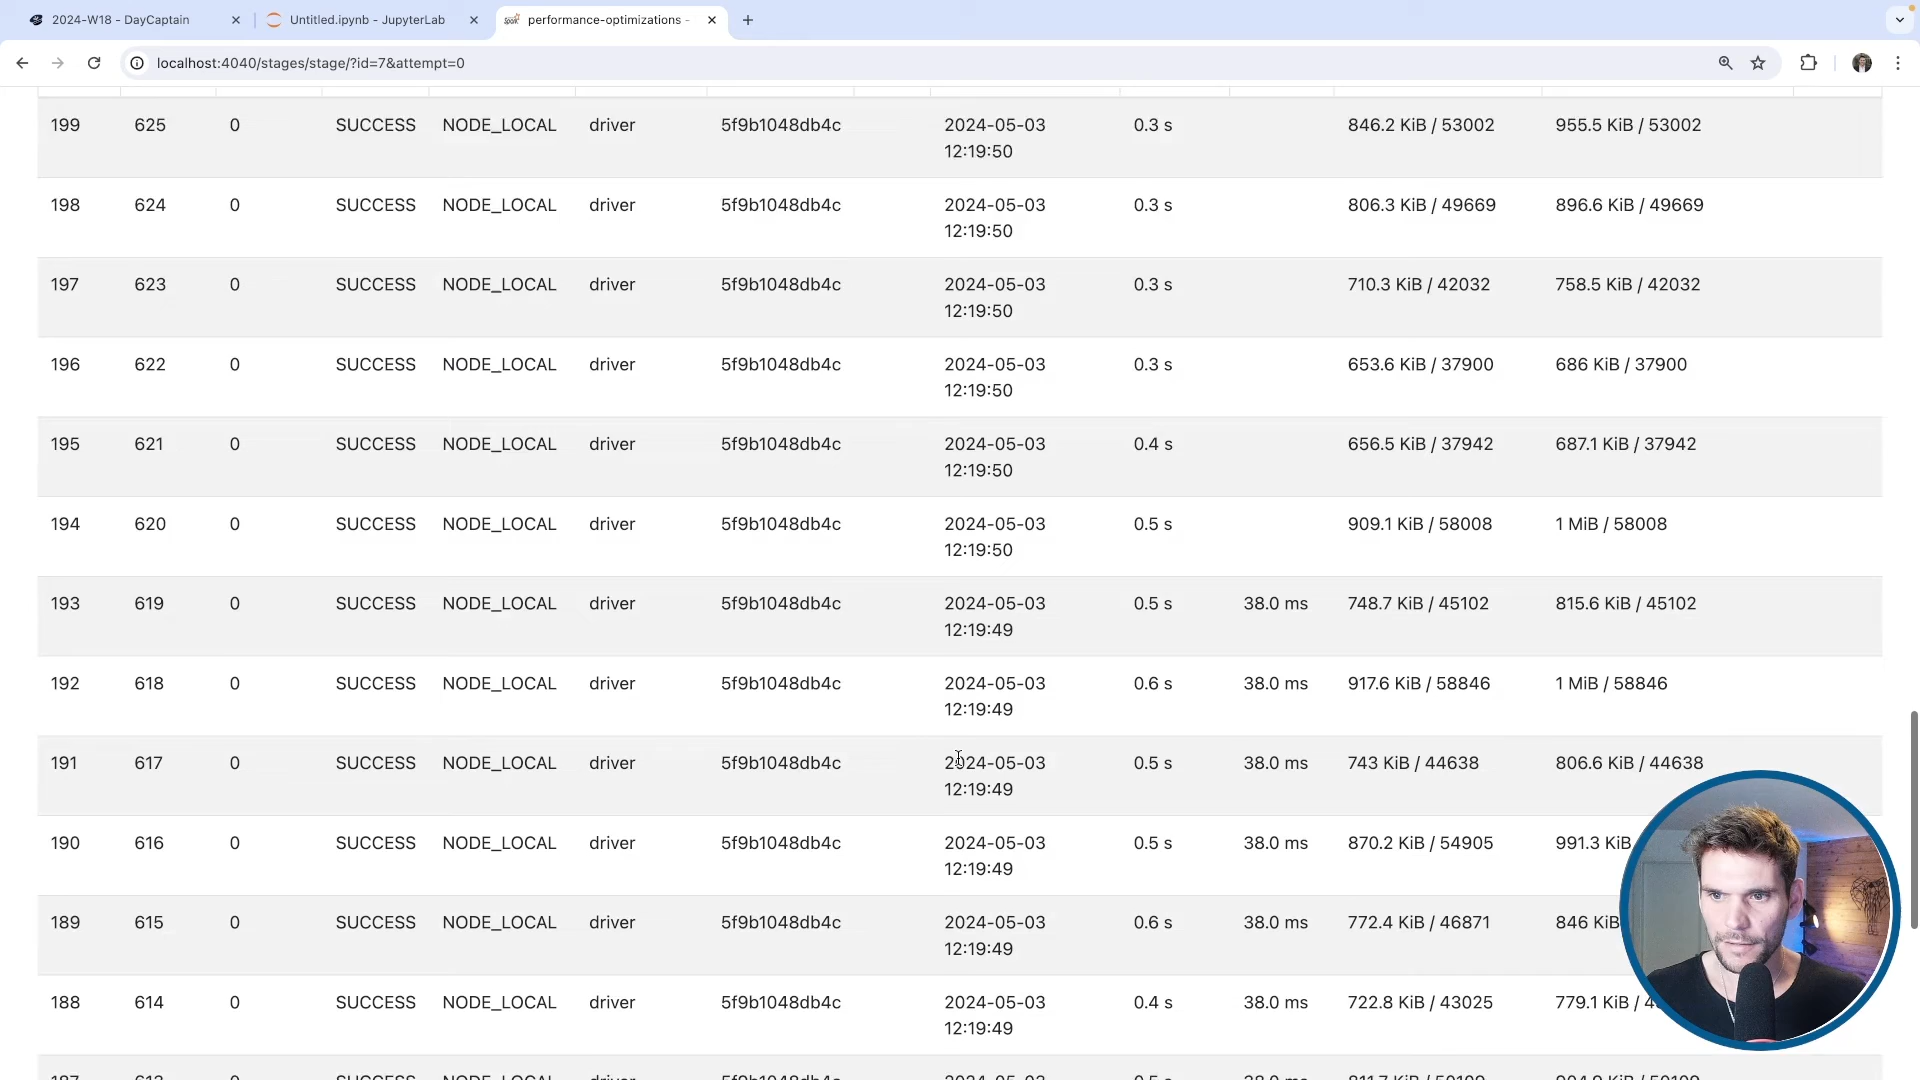 2024-W18 - DayCaptain
Untitled.ipynb - JupyterLab
performance-optimizations -
localhost:4040/stages/stage/?id=7&attempt=0
199 625 0 SUCCESS NODE_LOCAL driver 5f9b1048db4c 2024-05-03 0.3 s 846.2 KiB / 53002 955.5 KiB / 53002
12:19:50
198 624 0 SUCCESS NODE_LOCAL driver 5f9b1048db4c 2024-05-03 0.3 s 806.3 KiB / 49669 896.6 KiB / 49669
12:19:50
197 623 0 SUCCESS NODE_LOCAL driver 5f9b1048db4c 2024-05-03 0.3 s 710.3 KiB / 42032 758.5 KiB / 42032
12:19:50
196 622 0 SUCCESS NODE_LOCAL driver 5f9b1048db4c 2024-05-03 0.3 s 653.6 KiB / 37900 686 KiB / 37900
12:19:50
195 621 0 SUCCESS NODE_LOCAL driver 5f9b1048db4c 2024-05-03 0.4 s 656.5 KiB / 37942 687.1 KiB / 37942
12:19:50
194 620 0 SUCCESS NODE_LOCAL driver 5f9b1048db4c 2024-05-03 0.5 s 909.1 KiB / 58008 1 MiB / 58008
12:19:50
193 619 0 SUCCESS NODE_LOCAL driver 5f9b1048db4c 2024-05-03 0.5 s 38.0 ms 748.7 KiB / 45102 815.6 KiB / 45102
12:19:49
192 618 0 SUCCESS NODE_LOCAL driver 5f9b1048db4c 2024-05-03 0.6 s 38.0 ms 917.6 KiB / 58846 1 MiB / 58846
12:19:49
191 617 0 SUCCESS NODE_LOCAL driver 5f9b1048db4c 2024-05-03 0.5 s 38.0 ms 743 KiB / 44638 806.6 KiB / 44638
12:19:49
190 616 0 SUCCESS NODE_LOCAL driver 5f9b1048db4c 2024-05-03 0.5 s 38.0 ms 870.2 KiB / 54905 991.3 KiB
12:19:49
189 615 0 SUCCESS NODE_LOCAL driver 5f9b1048db4c 2024-05-03 0.6 s 38.0 ms 772.4 KiB / 46871 846 KiB
12:19:49
188 614 0 SUCCESS NODE_LOCAL driver 5f9b1048db4c 2024-05-03 0.4 s 38.0 ms 722.8 KiB / 43025 779.1 KiB /
12:19:49